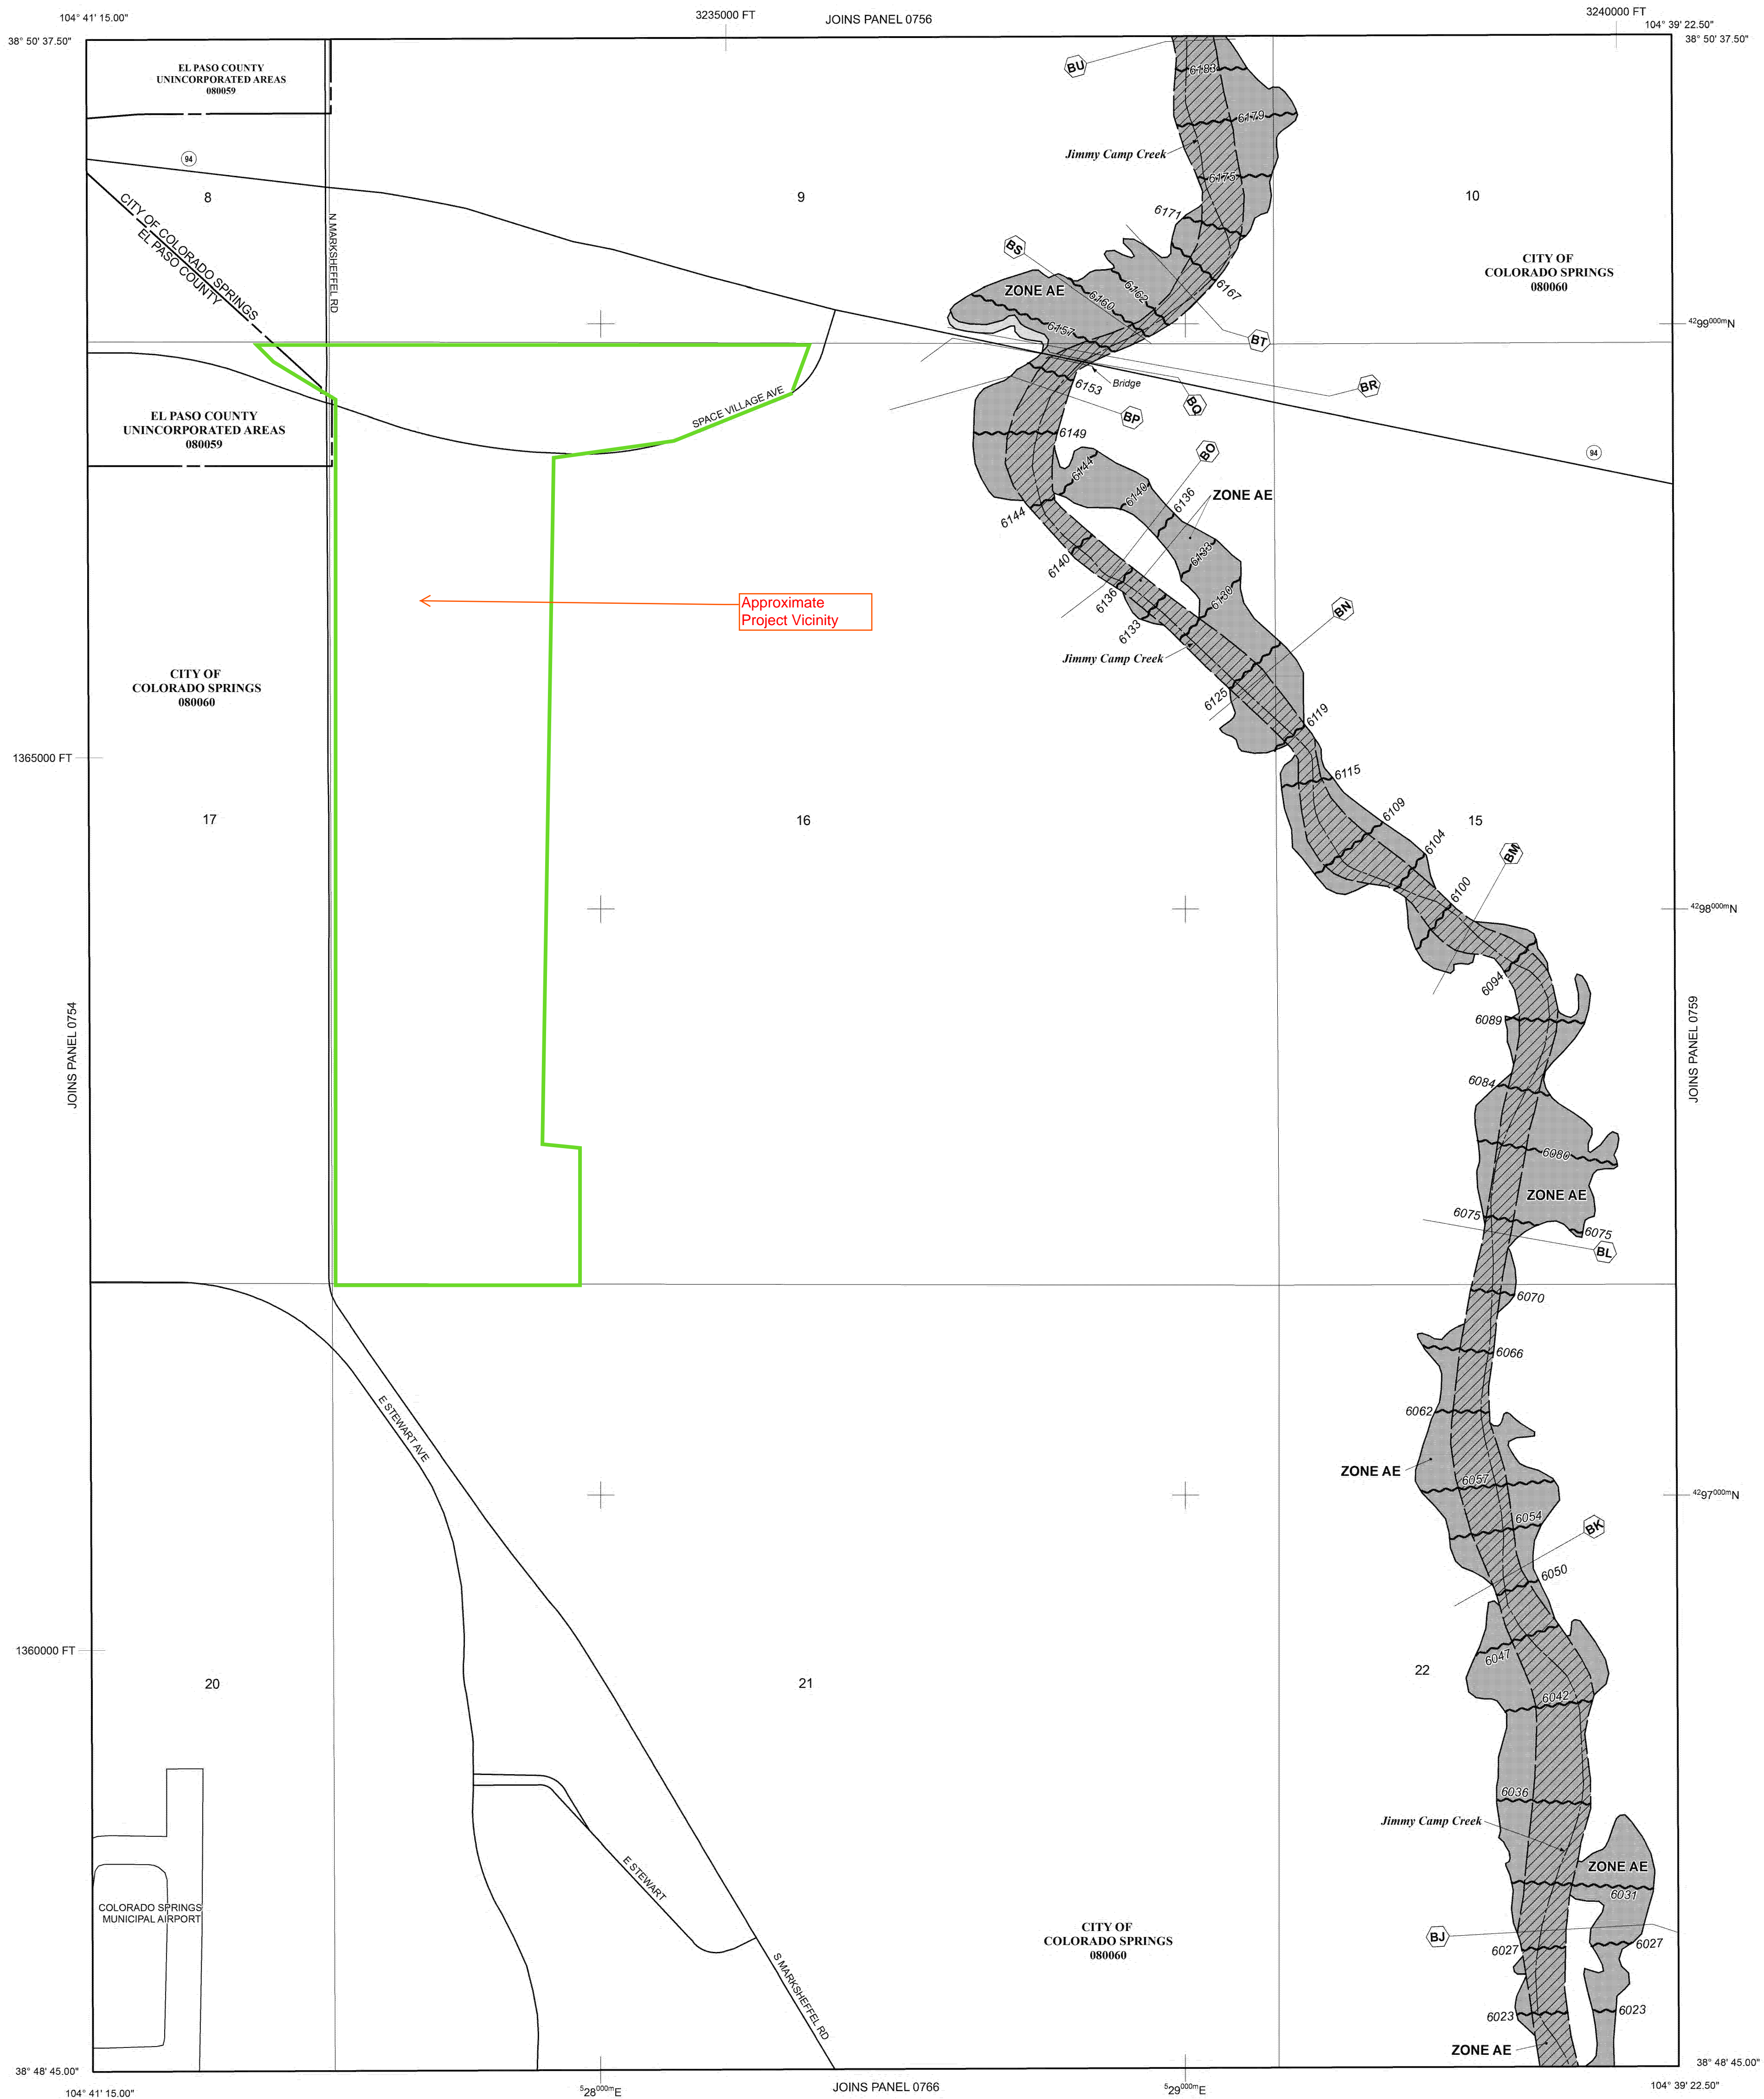 104° 41' 15.00"
3235000 FT
JOINS PANEL 0756
3240000 FT
104° 39' 22.50"
38° 50' 37.50"
38° 50' 37.50"
EL PASO COUNTY
UNINCORPORATED AREAS
080059
BU
6183
6179
94
Jimmy Camp Creek
6175
8
9
10
CITY OF COLORADO SPRINGS
EL PASO COUNTY
N MARKSHEFFEL RD
6171
BS
CITY OF
COLORADO SPRINGS
080060
ZONE AE
6160
6162
6167
6157
4299000mN
BT
BR
Bridge
6153
BQ
BP
SPACE VILLAGE AVE
EL PASO COUNTY
UNINCORPORATED AREAS
080059
6149
BO
94
6144
6140
6136
ZONE AE
6144
6133
6140
6136
6130
6133
BN
Approximate
Project Vicinity
Jimmy Camp Creek
CITY OF
COLORADO SPRINGS
080060
6125
6119
1365000 FT
6115
17
16
6109
15
6104
BM
6100
4298000mN
6094
JOINS PANEL 0754
JOINS PANEL 0759
6089
6084
6080
ZONE AE
6075
6075
BL
6070
6066
E STEWART AVE
6062
ZONE AE
6057
4297000mN
6054
BK
6050
1360000 FT
6047
20
21
22
6042
6036
Jimmy Camp Creek
E STEWART
ZONE AE
6031
COLORADO SPRINGS
MUNICIPAL AIRPORT
CITY OF
COLORADO SPRINGS
080060
BJ
6027
6027
S MARKSHEFFEL RD
6023
6023
ZONE AE
38° 48' 45.00"
38° 48' 45.00"
104° 41' 15.00"
528000mE
JOINS PANEL 0766
529000mE
104° 39' 22.50"